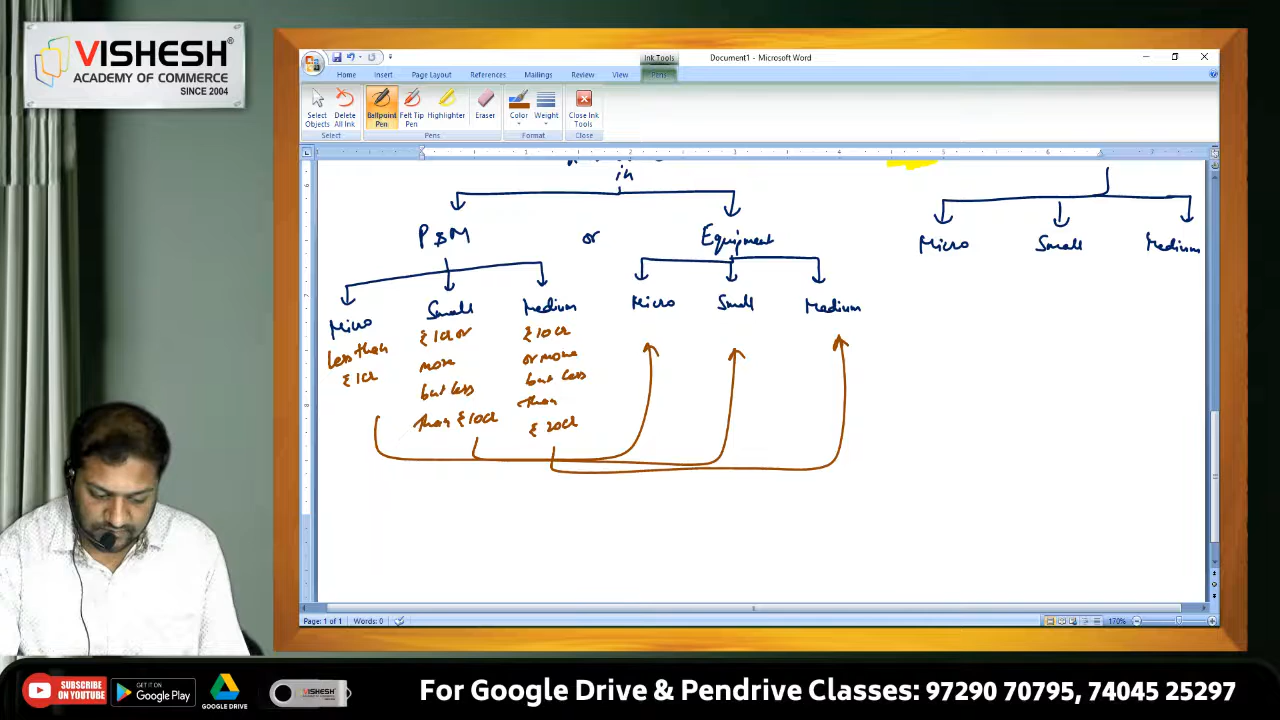 VISHESH®
ACADEMY OF COMMERCE
SINCE 2004
Ink Tools
Document1 - Microsoft Word
Home Insert Page Layout References Mailings Review View Pens
Select Objects
Delete All Ink
Ballpoint Pen
Felt Tip Pen
Highlighter
Eraser
Color
Weight
Close Ink Tools
Select Pens Format Close
in
P&M or Equipment
Micro Small Medium
Micro Small Medium
Micro Small Medium
less than
₹1cr
₹1cr or
more
but less
than ₹10cr
₹10cr
or more
but less
than
₹ 20cr
Page: 1 of 1 Words: 0
170%
SUBSCRIBE
ON YOUTUBE
GET IT ON
Google Play
GOOGLE DRIVE
VISHESH
For Google Drive & Pendrive Classes: 97290 70795, 74045 25297